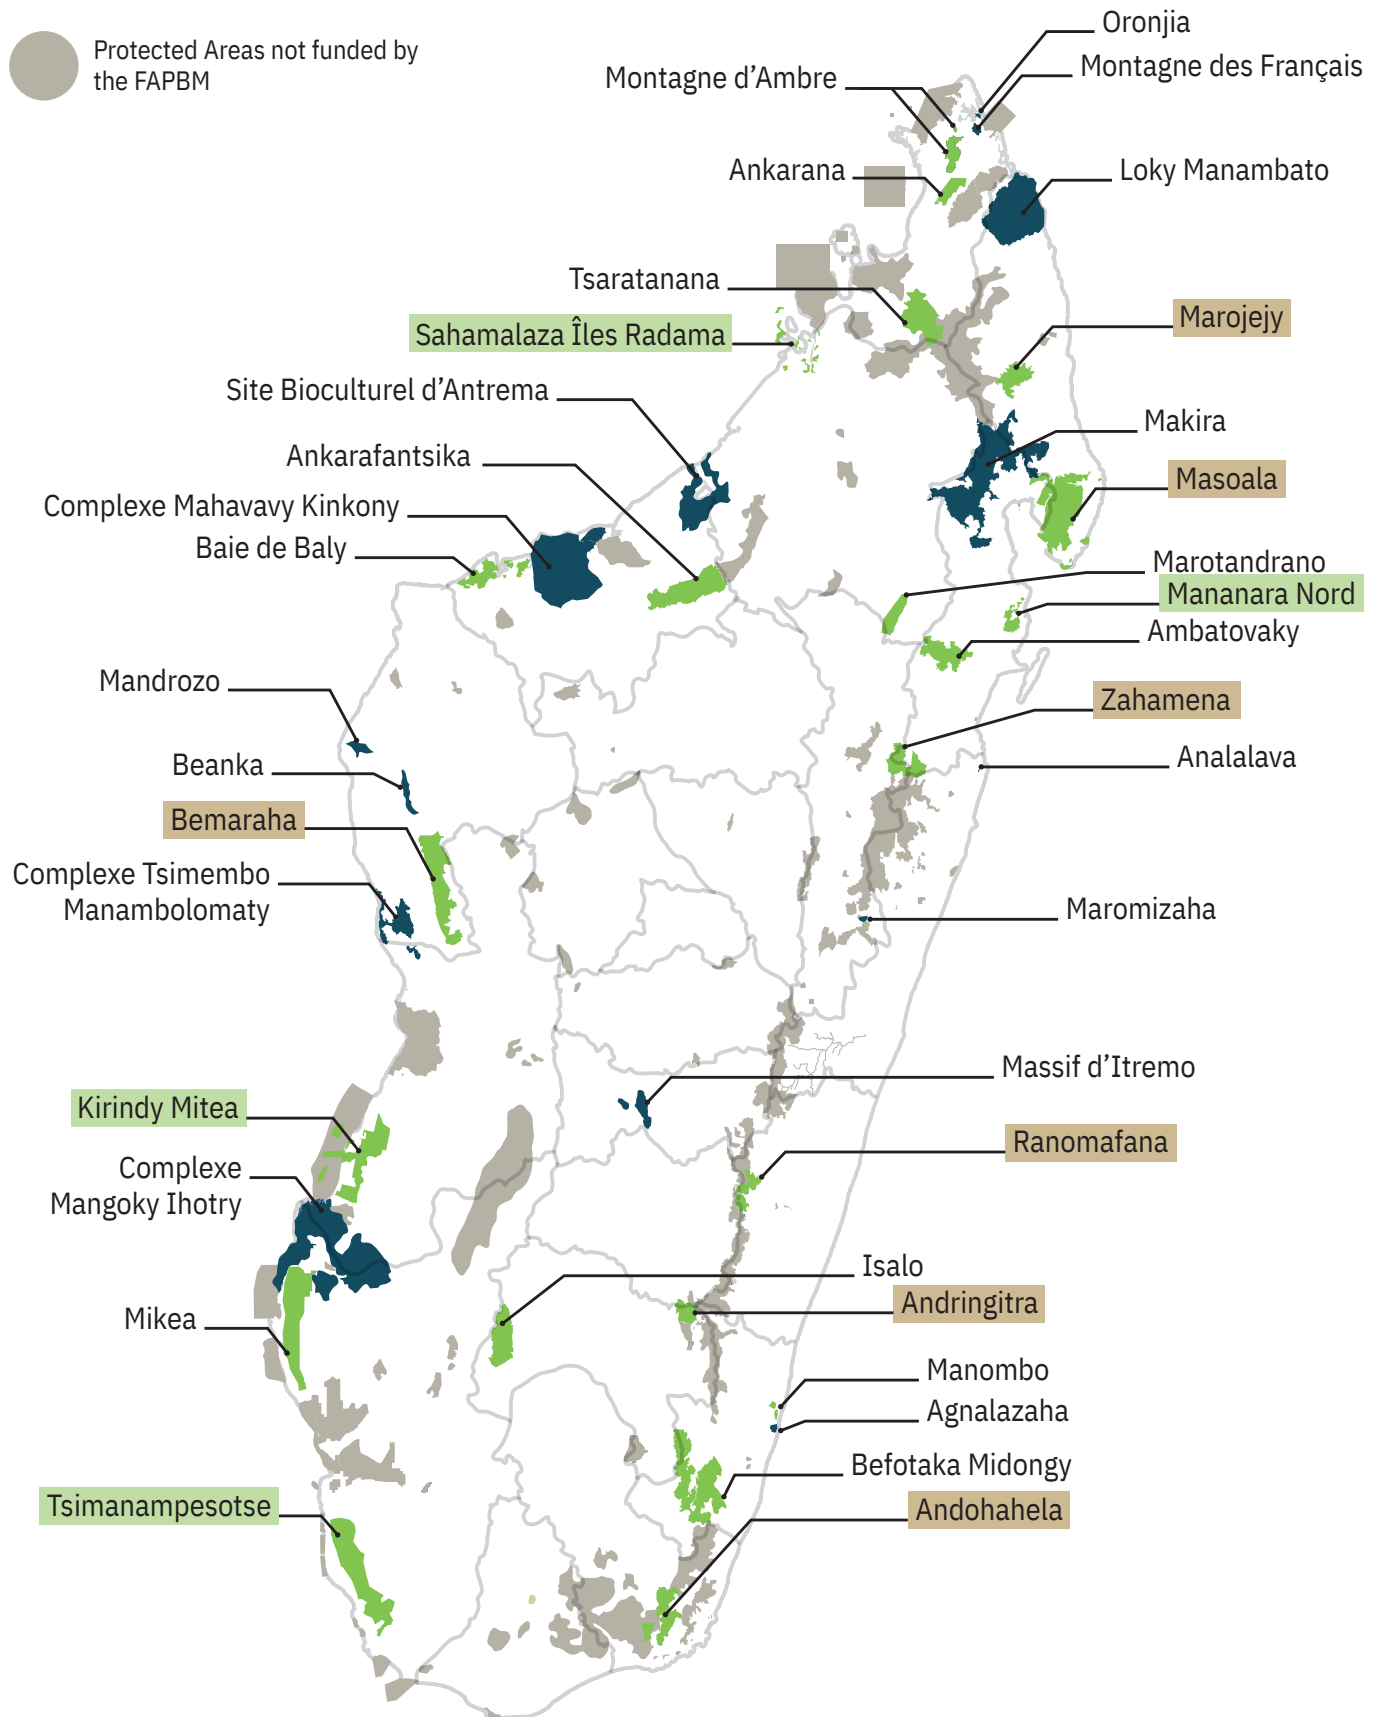 Protected Areas not funded by
the FAPBM
Oronjia
Montagne des Français
Montagne d’Ambre
Ankarana
Loky Manambato
Tsaratanana
Marojejy
Sahamalaza Îles Radama
Site Bioculturel d’Antrema
Makira
Ankarafantsika
Masoala
Complexe Mahavavy Kinkony
Baie de Baly
Marotandrano
Mananara Nord
Ambatovaky
Mandrozo
Zahamena
Beanka
Analalava
Bemaraha
Complexe Tsimembo
Manambolomaty
Maromizaha
Massif d’Itremo
Kirindy Mitea
Ranomafana
Complexe
Mangoky Ihotry
Isalo
Andringitra
Mikea
Manombo
Agnalazaha
Befotaka Midongy
Tsimanampesotse
Andohahela